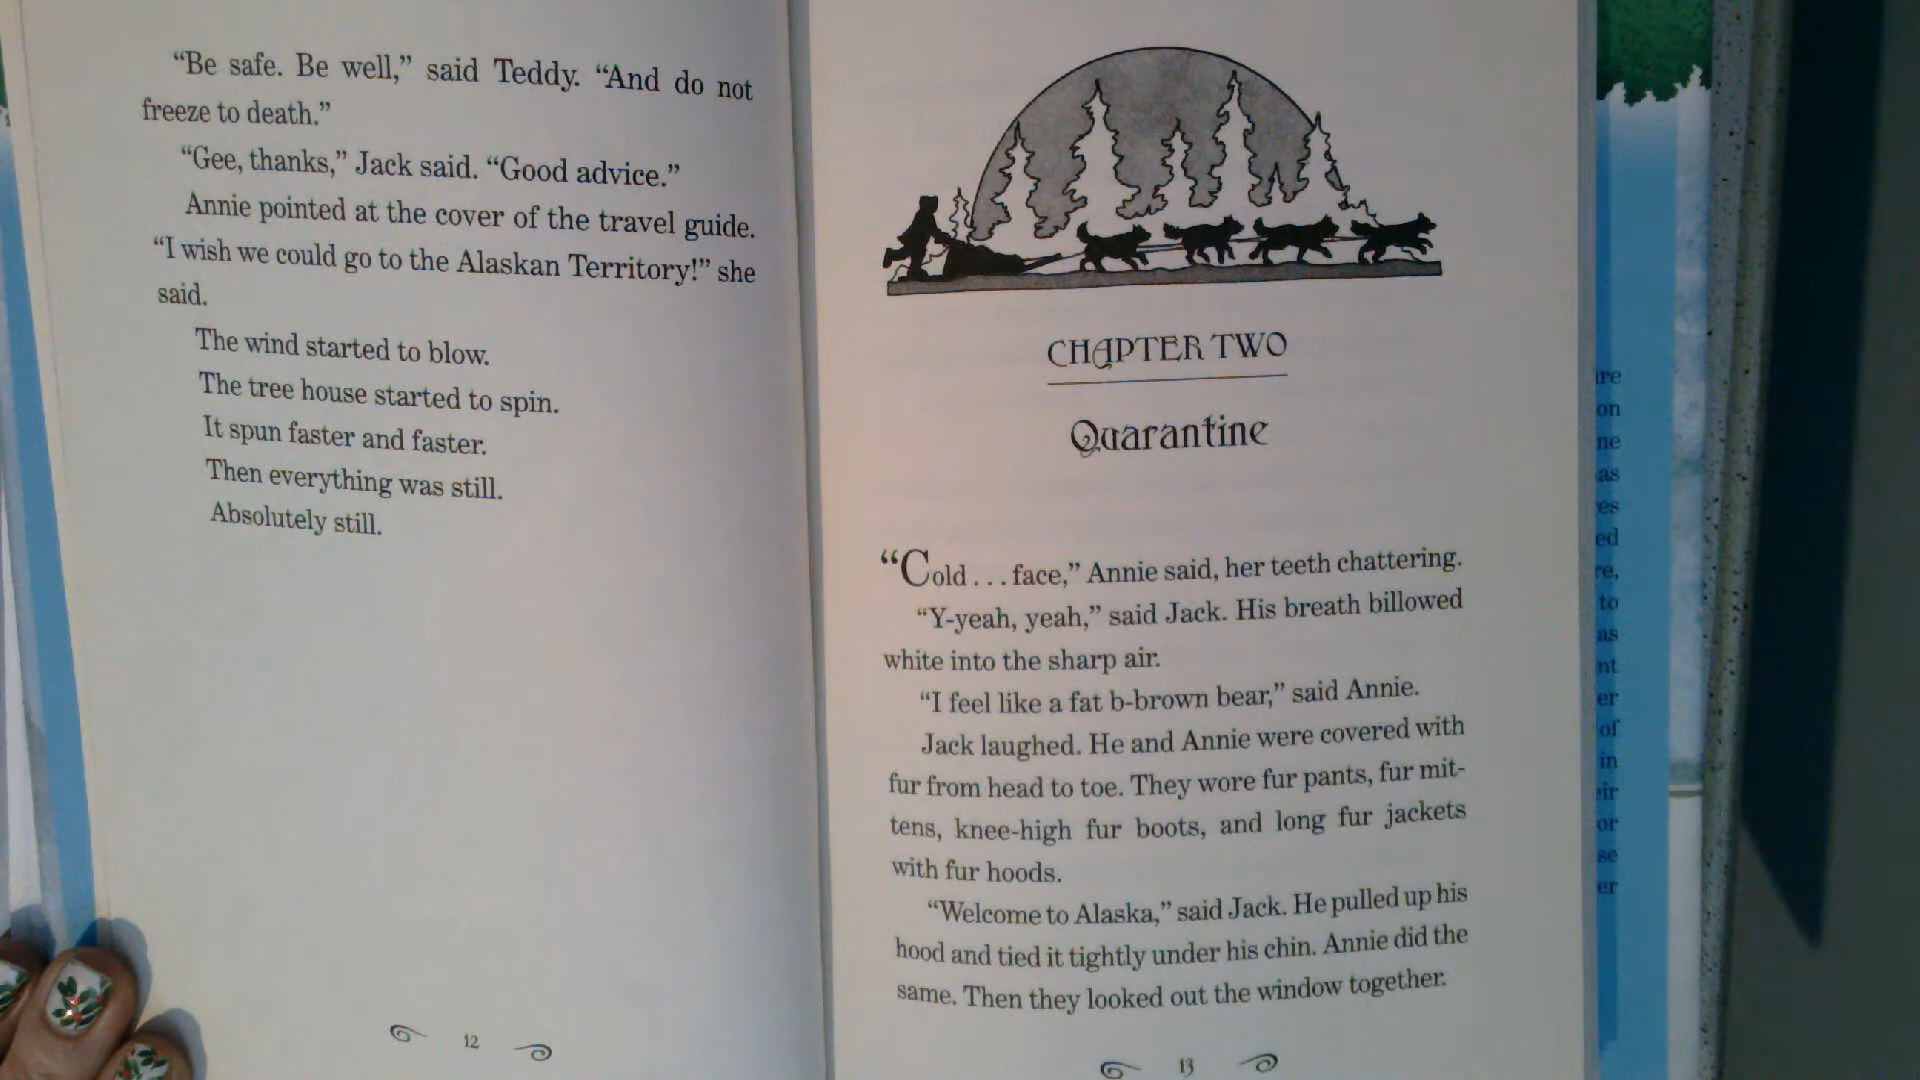 “Be safe. Be well,” said Teddy. “And do not
freeze to death.”
“Gee, thanks,” Jack said. “Good advice.”
Annie pointed at the cover of the travel guide.
“I wish we could go to the Alaskan Territory!” she
said.
The wind started to blow.
The tree house started to spin.
It spun faster and faster.
Then everything was still.
Absolutely still.
12
CHAPTER TWO
Quarantine
“Cold . . . face,” Annie said, her teeth chattering.
“Y-yeah, yeah,” said Jack. His breath billowed
white into the sharp air.
“I feel like a fat b-brown bear,” said Annie.
Jack laughed. He and Annie were covered with
fur from head to toe. They wore fur pants, fur mit-
tens, knee-high fur boots, and long fur jackets
with fur hoods.
“Welcome to Alaska,” said Jack. He pulled up his
hood and tied it tightly under his chin. Annie did the
same. Then they looked out the window together.
13